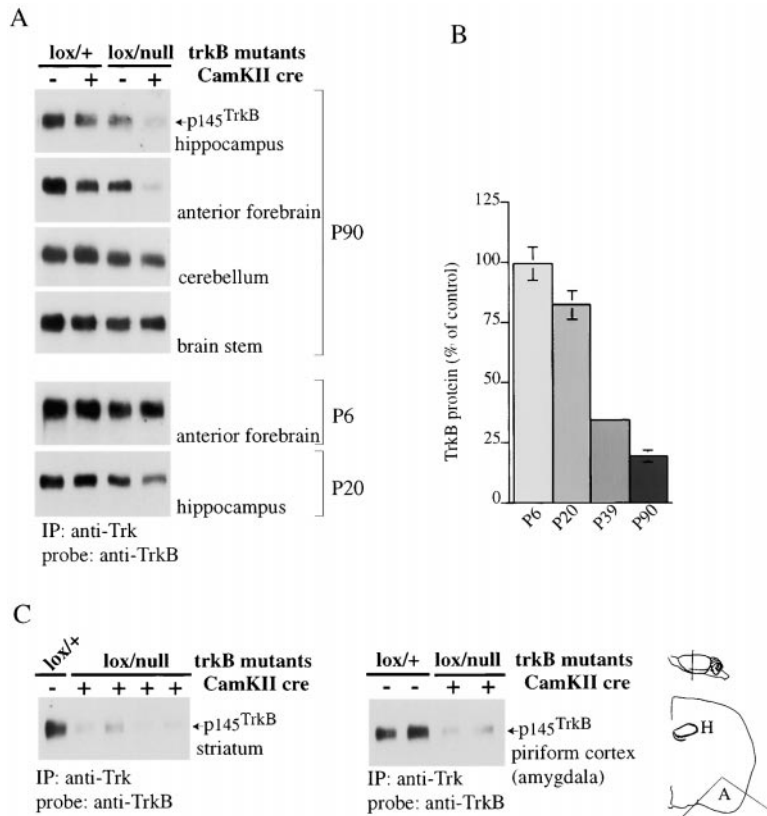 A
lox/+ lox/null trkB mutants
- + - + CamKII cre
p145TrkB
hippocampus
anterior forebrain
cerebellum
brain stem
P90
anterior forebrain
P6
hippocampus
P20
IP: anti-Trk
probe: anti-TrkB
B
TrkB protein (% of control)
125
100
75
50
25
0
P6 P20 P39 P90
C
lox/+ lox/null trkB mutants
- + + + + CamKII cre
p145TrkB
striatum
IP: anti-Trk
probe: anti-TrkB
lox/+ lox/null trkB mutants
- - + + CamKII cre
p145TrkB
piriform cortex
(amygdala)
IP: anti-Trk
probe: anti-TrkB
H
A